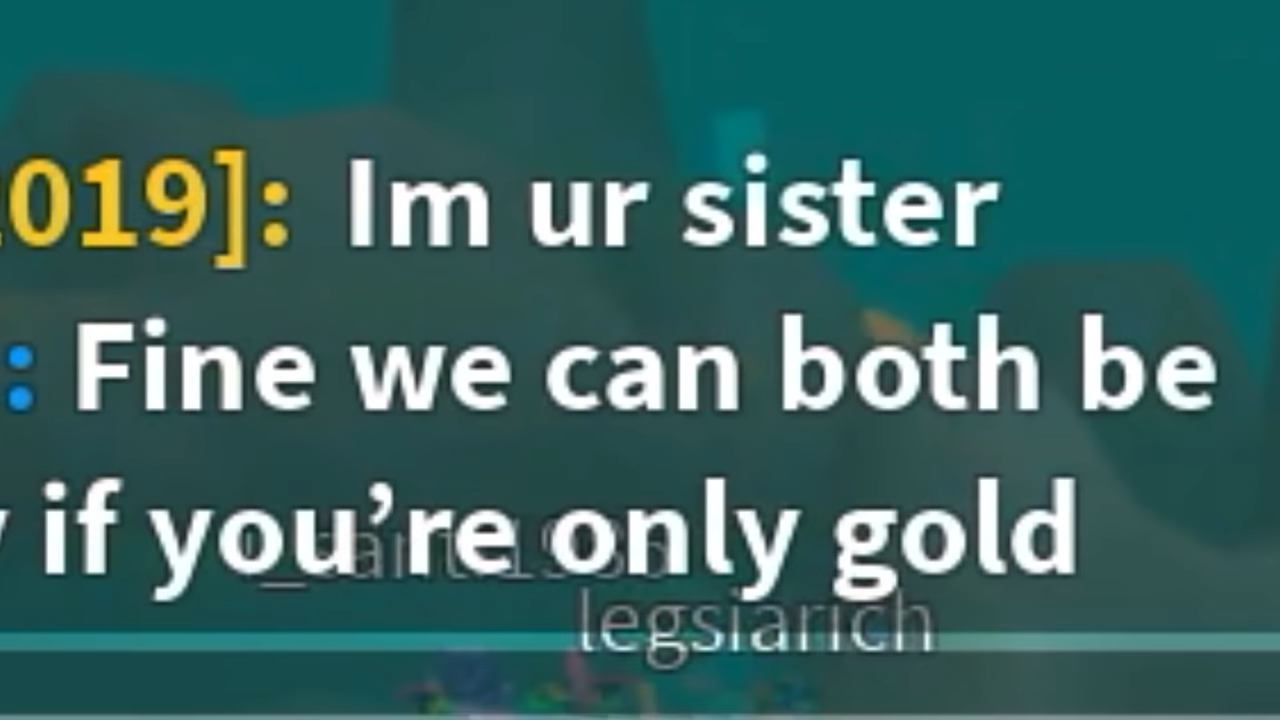 019]: Im ur sister
: Fine we can both be
if you're only gold
legsiarich